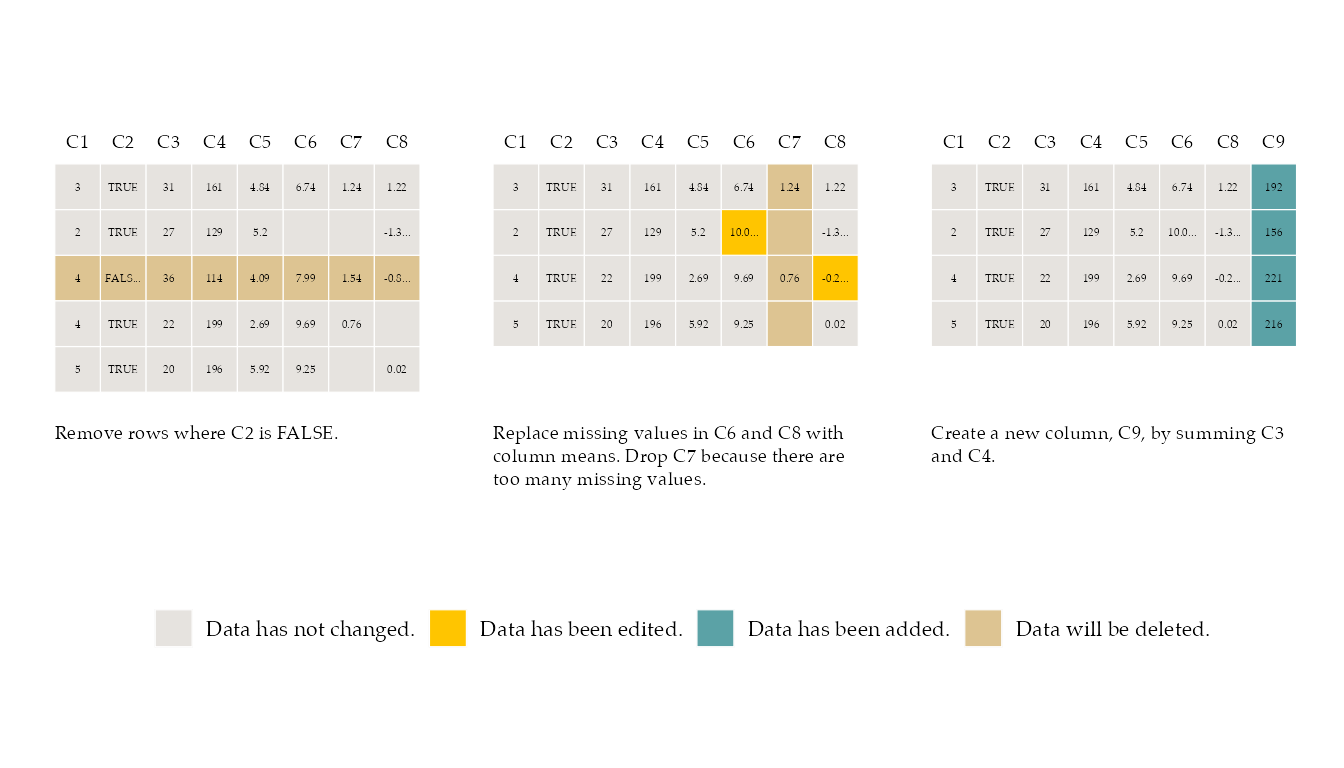 C1 C2 C3 C4 C5 C6 C7 C8
3 TRUE 31 161 4.84 6.74 1.24 1.22
2 TRUE 27 129 5.2 -1.3...
4 FALS... 36 114 4.09 7.99 1.54 -0.8...
4 TRUE 22 199 2.69 9.69 0.76
5 TRUE 20 196 5.92 9.25 0.02
Remove rows where C2 is FALSE.
C1 C2 C3 C4 C5 C6 C7 C8
3 TRUE 31 161 4.84 6.74 1.24 1.22
2 TRUE 27 129 5.2 10.0... -1.3...
4 TRUE 22 199 2.69 9.69 0.76 -0.2...
5 TRUE 20 196 5.92 9.25 0.02
Replace missing values in C6 and C8 with
column means. Drop C7 because there are
too many missing values.
C1 C2 C3 C4 C5 C6 C8 C9
3 TRUE 31 161 4.84 6.74 1.22 192
2 TRUE 27 129 5.2 10.0... -1.3... 156
4 TRUE 22 199 2.69 9.69 -0.2... 221
5 TRUE 20 196 5.92 9.25 0.02 216
Create a new column, C9, by summing C3
and C4.
Data has not changed.
Data has been edited.
Data has been added.
Data will be deleted.